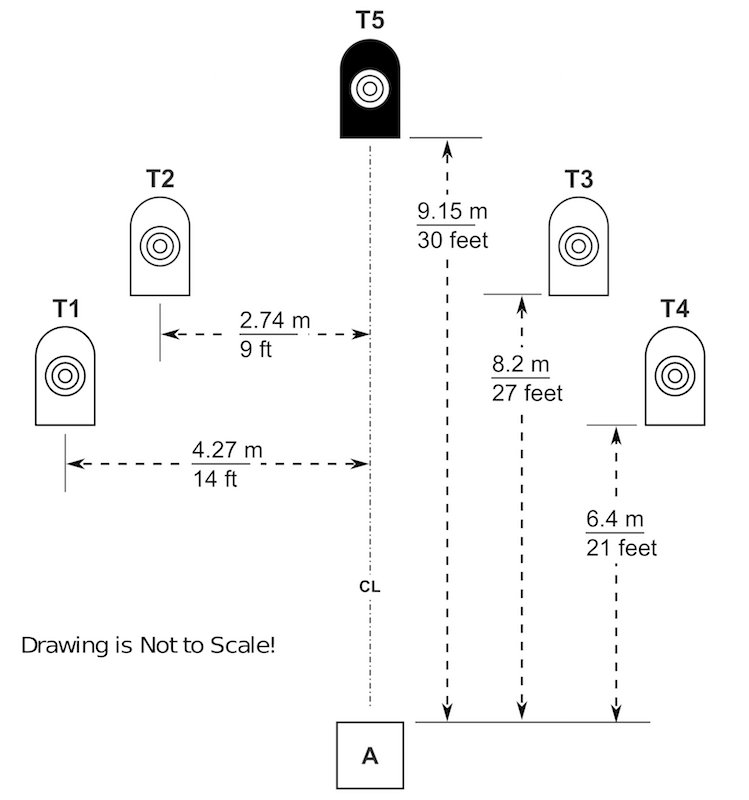 T5
T2
T3
9.15 m
30 feet
T1
T4
2.74 m
9 ft
8.2 m
27 feet
4.27 m
14 ft
6.4 m
21 feet
CL
Drawing is Not to Scale!
A